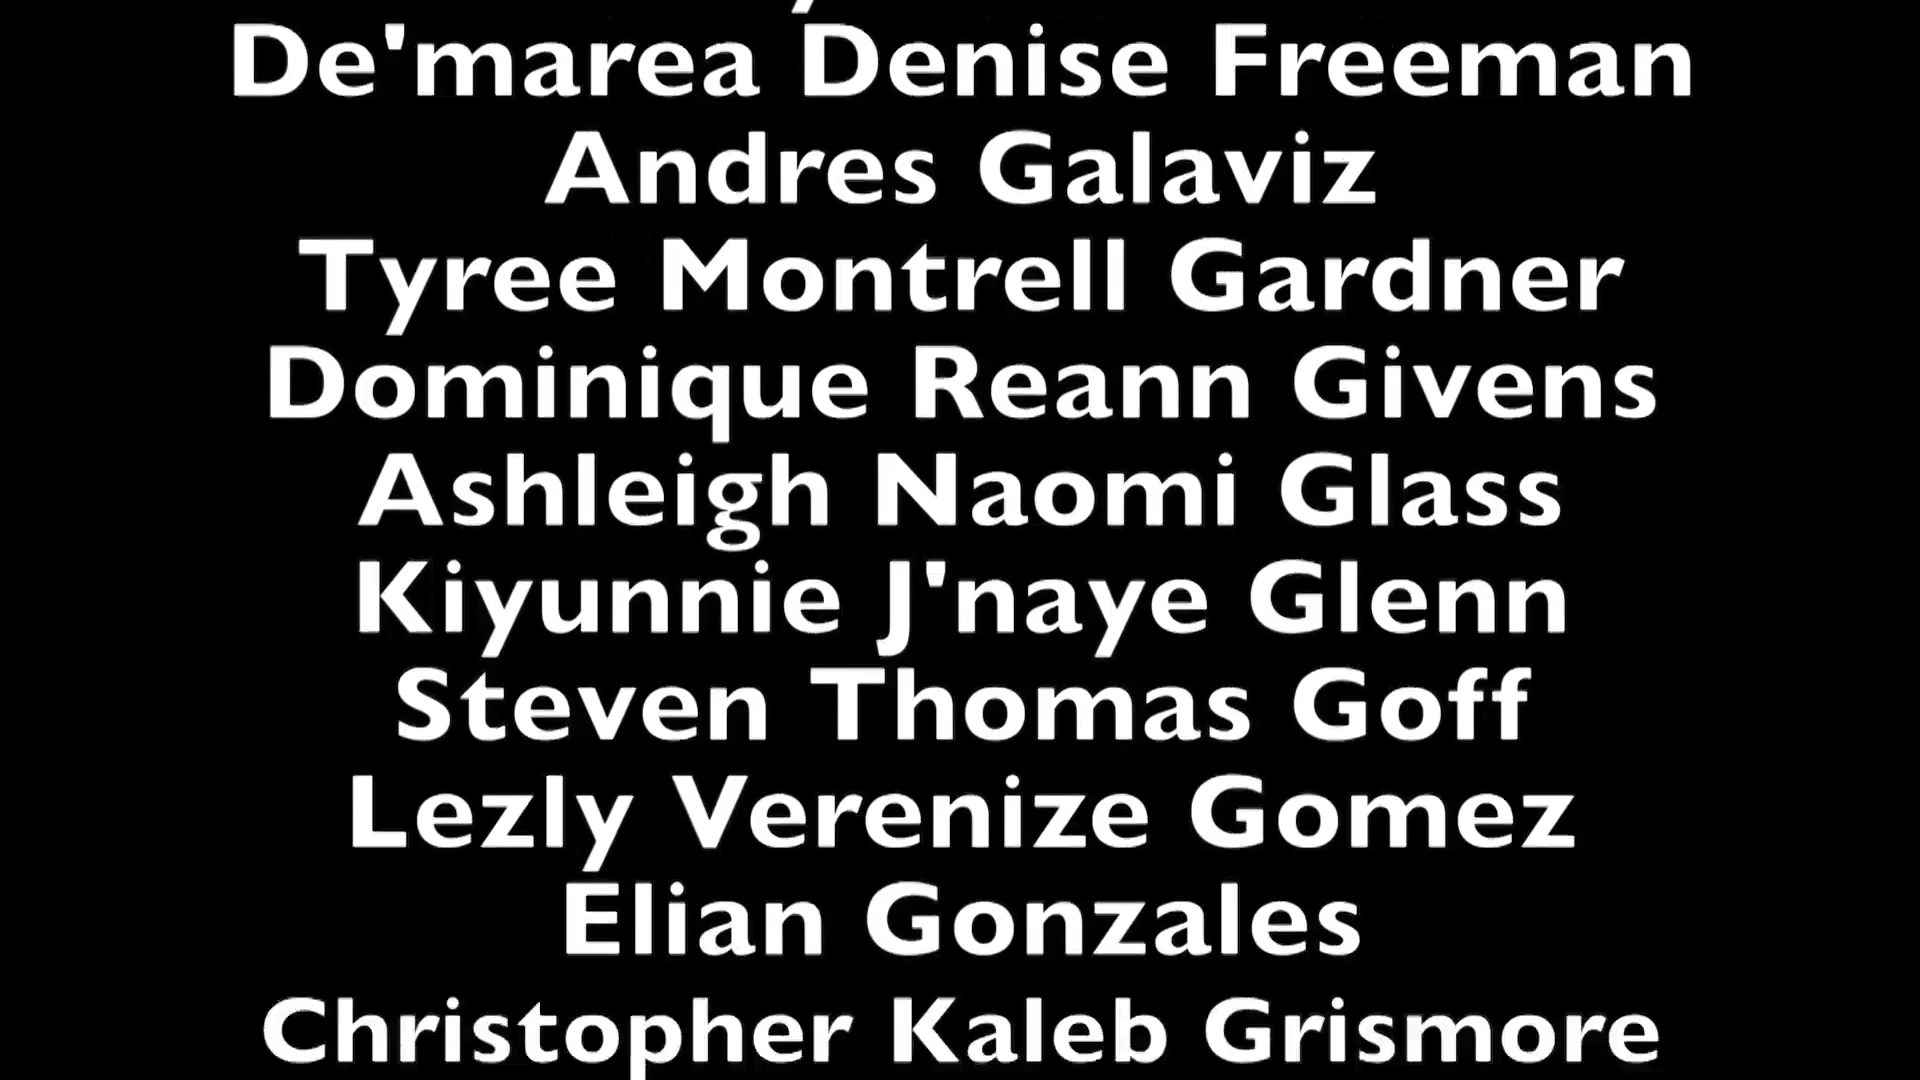 De'marea Denise Freeman
Andres Galaviz
Tyree Montrell Gardner
Dominique Reann Givens
Ashleigh Naomi Glass
Kiyunnie J'naye Glenn
Steven Thomas Goff
Lezly Verenize Gomez
Elian Gonzales
Christopher Kaleb Grismore